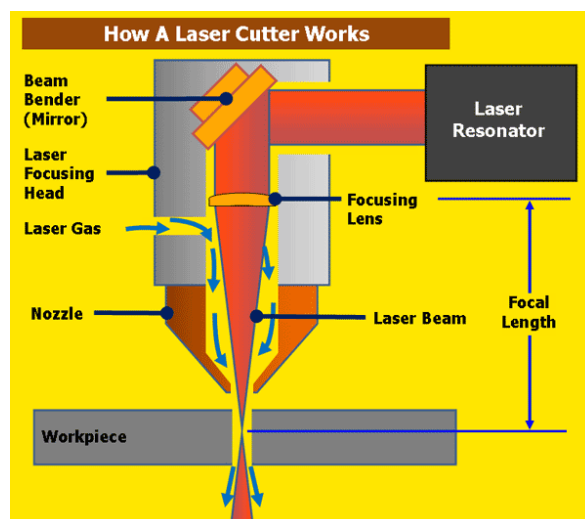 How A Laser Cutter Works
Beam
Bender
(Mirror)
Laser
Resonator
Laser
Focusing
Head
Focusing
Lens
Laser Gas
Focal
Length
Nozzle
Laser Beam
Workpiece